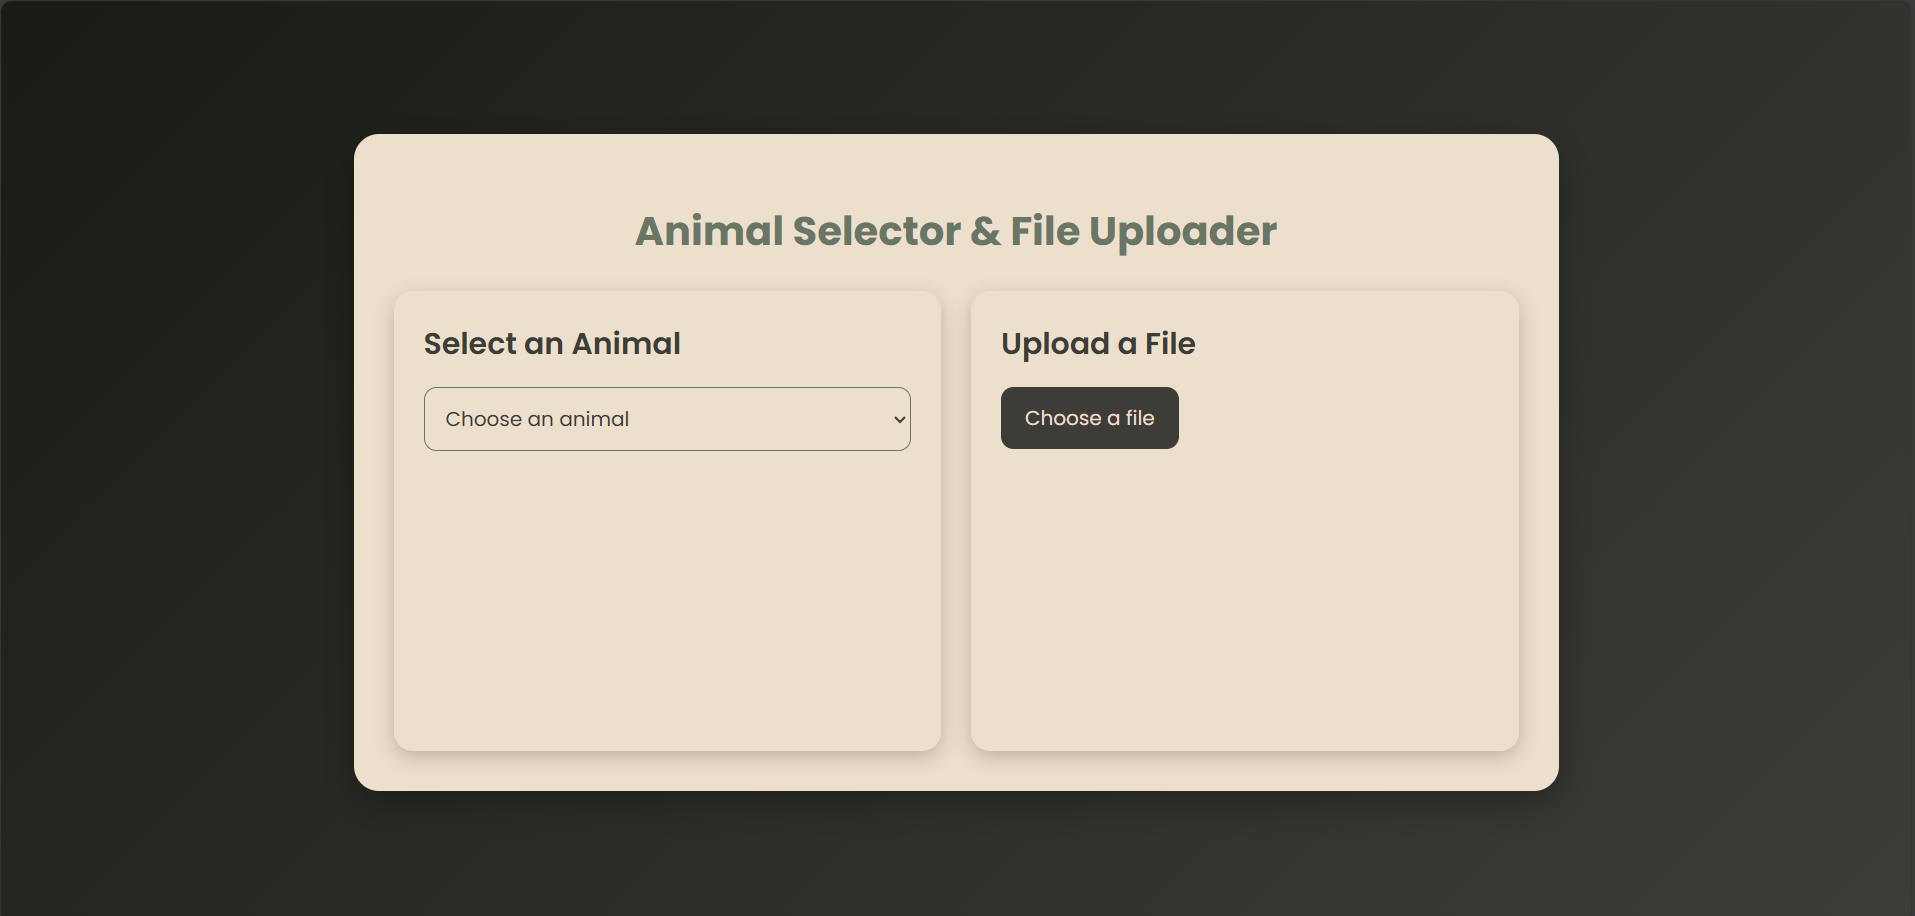 Animal Selector & File Uploader
Select an Animal
Choose an animal
Upload a File
Choose a file